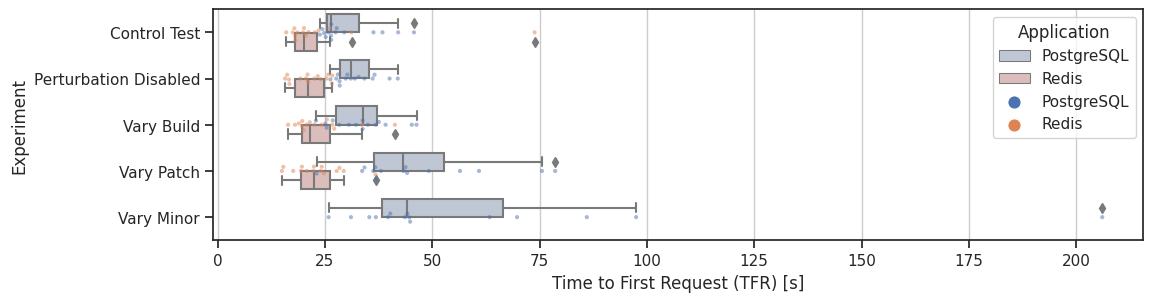 Experiment
Control Test
Perturbation Disabled
Vary Build
Vary Patch
Vary Minor
Application
PostgreSQL
Redis
PostgreSQL
Redis
0 25 50 75 100 125 150 175 200
Time to First Request (TFR) [s]